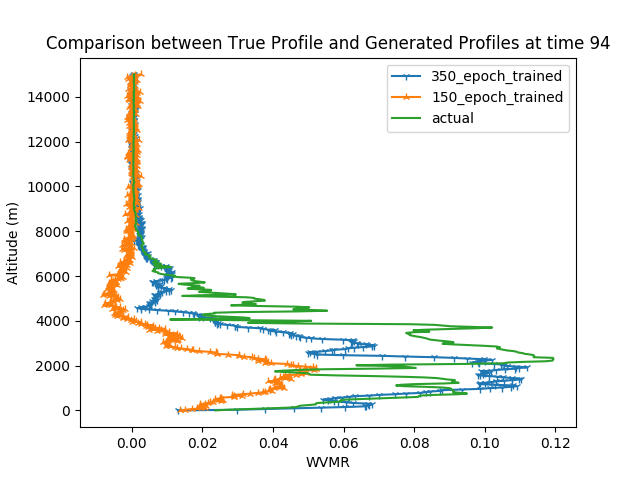 Comparison between True Profile and Generated Profiles at time 94
350_epoch_trained
150_epoch_trained
actual
14000
12000
10000
8000
6000
4000
2000
0
Altitude (m)
0.00 0.02 0.04 0.06 0.08 0.10 0.12
WVMR